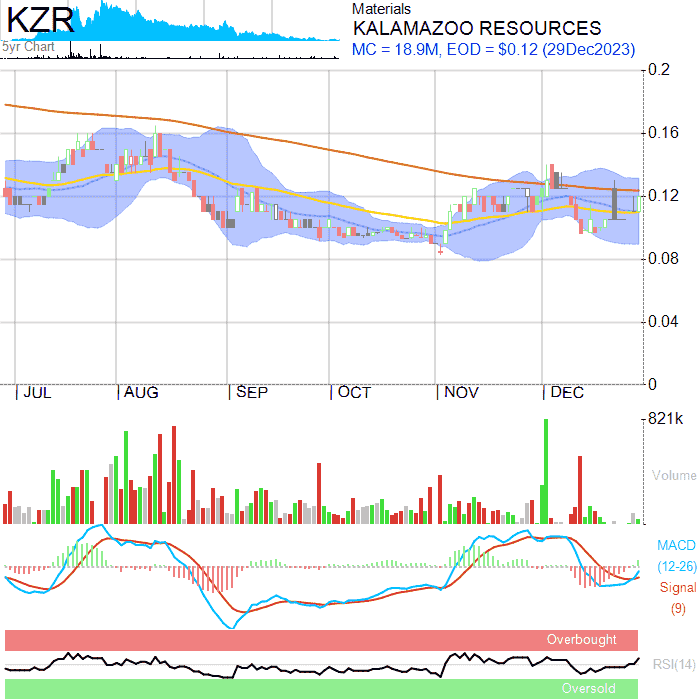 KZR
5yr Chart
Materials
KALAMAZOO RESOURCES
MC = 18.9M, EOD = $0.12 (29Dec2023)
0.2
0.16
0.12
0.08
0.04
0
JUL AUG SEP OCT NOV DEC
821k
Volume
MACD
(12-26)
Signal
(9)
Overbought
RSI(14)
Oversold